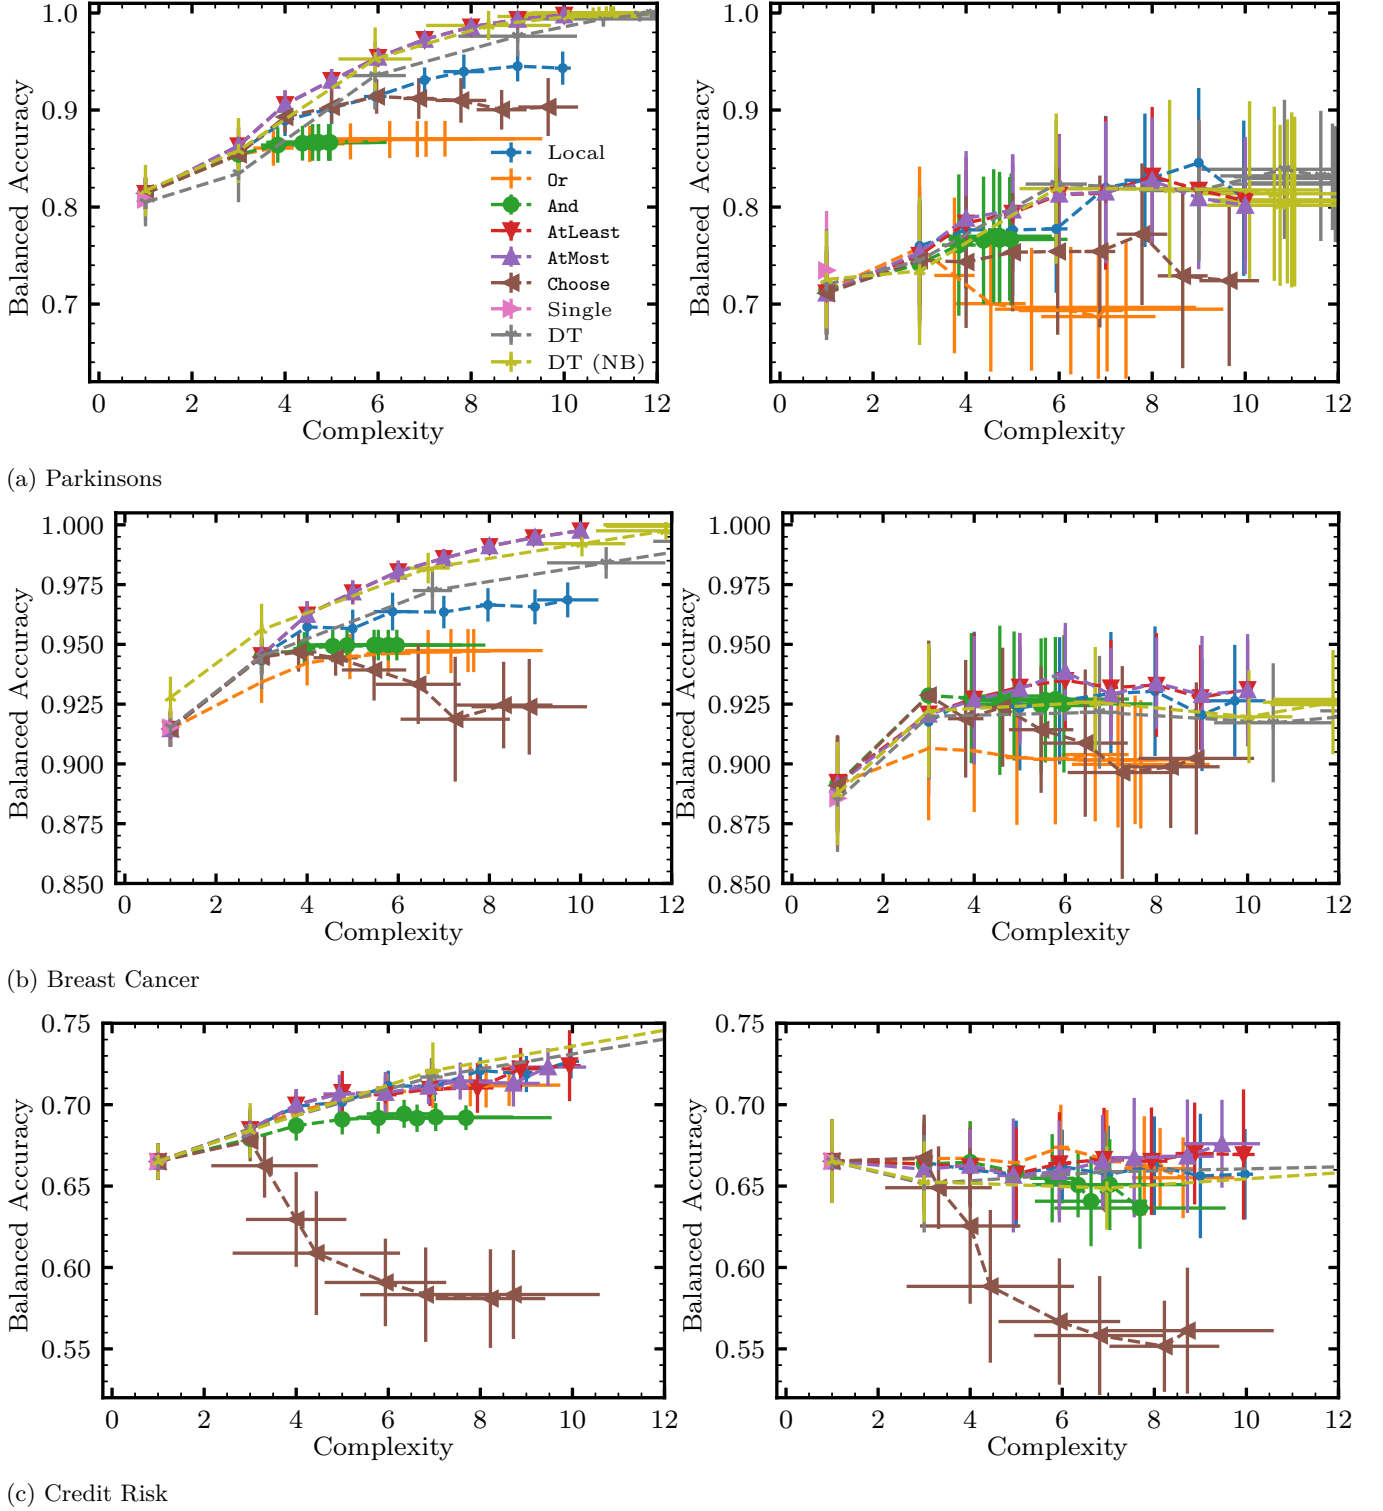 1.0
0.9
0.8
0.7
Balanced Accuracy
0 2 4 6 8 10 12
Complexity
Local
Or
And
AtLeast
AtMost
Choose
Single
DT
DT (NB)
1.0
0.9
0.8
0.7
Balanced Accuracy
0 2 4 6 8 10 12
Complexity
(a) Parkinsons
1.000
0.975
0.950
0.925
0.900
0.875
0.850
Balanced Accuracy
0 2 4 6 8 10 12
Complexity
1.000
0.975
0.950
0.925
0.900
0.875
0.850
Balanced Accuracy
0 2 4 6 8 10 12
Complexity
(b) Breast Cancer
0.75
0.70
0.65
0.60
0.55
Balanced Accuracy
0 2 4 6 8 10 12
Complexity
0.75
0.70
0.65
0.60
0.55
Balanced Accuracy
0 2 4 6 8 10 12
Complexity
(c) Credit Risk